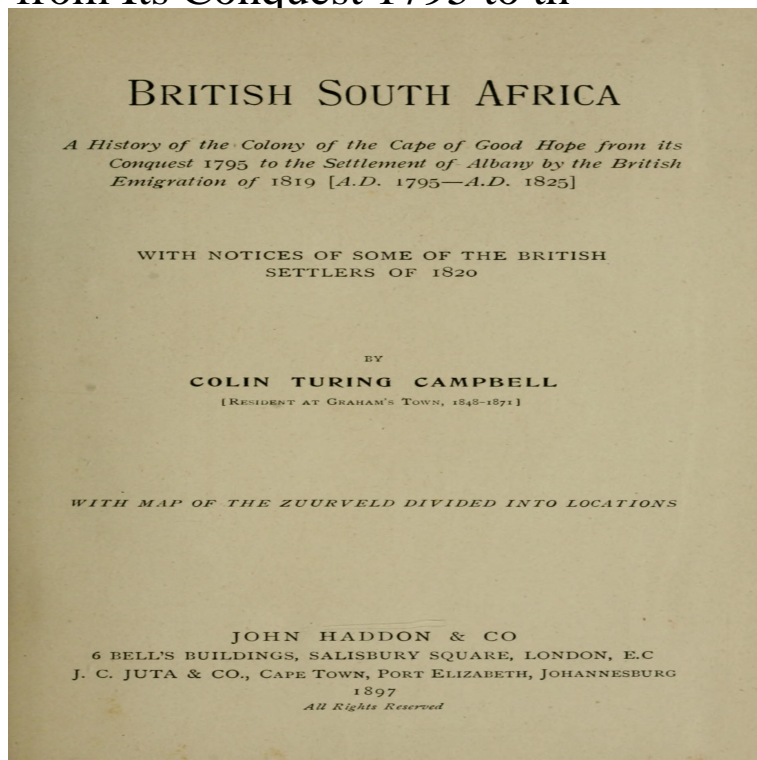 from Its Conquest 1795 to th
BRITISH SOUTH AFRICA
A History of the Colony of the Cape of Good Hope from its
Conquest 1795 to the Settlement of Albany by the British
Emigration of 1819 [A.D. 1795—A.D. 1825]
WITH NOTICES OF SOME OF THE BRITISH
SETTLERS OF 1820
BY
COLIN TURING CAMPBELL
[RESIDENT AT GRAHAM'S TOWN, 1848-1871]
WITH MAP OF THE ZUURVELD DIVIDED INTO LOCATIONS
JOHN HADDON & CO
6 BELL'S BUILDINGS, SALISBURY SQUARE, LONDON, E.C
J. C. JUTA & CO., CAPE TOWN, PORT ELIZABETH, JOHANNESBURG
1897
All Rights Reserved